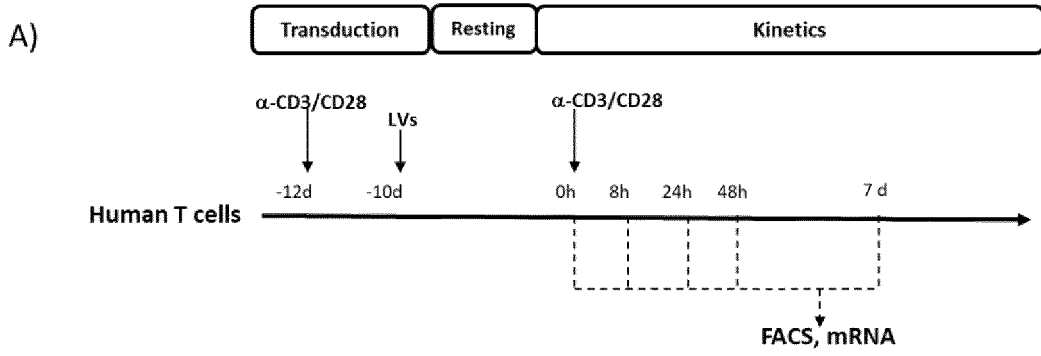 A)
Transduction Resting Kinetics
α-CD3/CD28 α-CD3/CD28
LVs
-12d -10d 0h 8h 24h 48h 7 d
Human T cells
FACS, mRNA